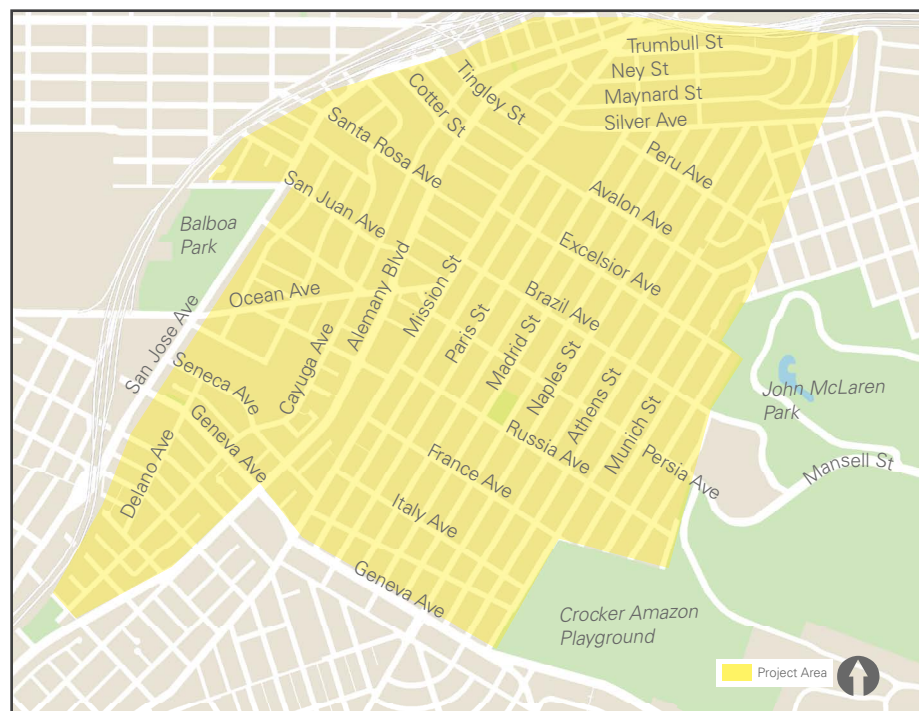 Trumbull St
Ney St
Maynard St
Silver Ave
Tingley St
Cotter St
Santa Rosa Ave
Peru Ave
San Juan Ave
Avalon Ave
Balboa
Park
Excelsior Ave
Ocean Ave
Alemany Blvd
Mission St
Brazil Ave
San Jose Ave
Paris St
Madrid St
Naples St
Cayuga Ave
Seneca Ave
Athens St
Munich St
John McLaren
Park
Geneva Ave
Russia Ave
Persia Ave
Mansell St
Delano Ave
France Ave
Italy Ave
Geneva Ave
Crocker Amazon
Playground
Project Area